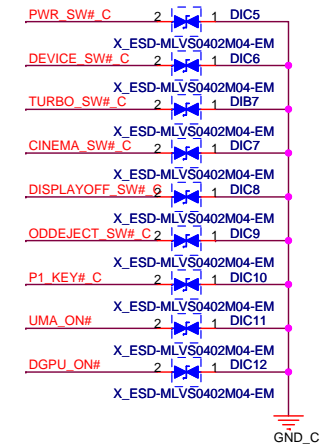 PWR_SW#_C 2 1 DIC5
X_ESD-MLVS0402M04-EM
DEVICE_SW#_C 2 1 DIC6
X_ESD-MLVS0402M04-EM
TURBO_SW#_C 2 1 DIB7
X_ESD-MLVS0402M04-EM
CINEMA_SW#_C 2 1 DIC7
X_ESD-MLVS0402M04-EM
DISPLAYOFF_SW#_C 2 1 DIC8
X_ESD-MLVS0402M04-EM
ODDEJECT_SW#_C 2 1 DIC9
X_ESD-MLVS0402M04-EM
P1_KEY#_C 2 1 DIC10
X_ESD-MLVS0402M04-EM
UMA_ON# 2 1 DIC11
X_ESD-MLVS0402M04-EM
DGPU_ON# 2 1 DIC12
X_ESD-MLVS0402M04-EM
GND_C